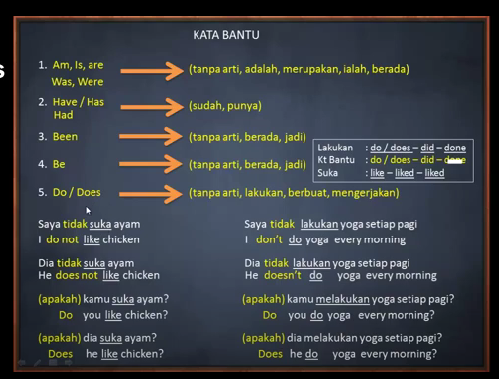 KATA BANTU
s
1. Am, Is, are
Was, Were
(tanpa arti, adalah, merupakan, ialah, berada)
2. Have / Has
Had
(sudah, punya)
3. Been
(tanpa arti, berada, jadi)
4. Be
(tanpa arti, berada, jadi)
Lakukan : do / does – did – done
Kt Bantu : do / does – did – done
Suka : like – liked – liked
5. Do / Does
(tanpa arti, lakukan, berbuat, mengerjakan)
Saya tidak suka ayam
I do not like chicken
Dia tidak suka ayam
He does not like chicken
(apakah) kamu suka ayam?
Do you like chicken?
(apakah) dia suka ayam?
Does he like chicken?
Saya tidak lakukan yoga setiap pagi
I don't do yoga every morning
Dia tidak lakukan yoga setiap pagi
He doesn't do yoga every morning
(apakah) kamu melakukan yoga setiap pagi?
Do you do yoga every morning?
(apakah) dia melakukan yoga setiap pagi?
Does he do yoga every morning?